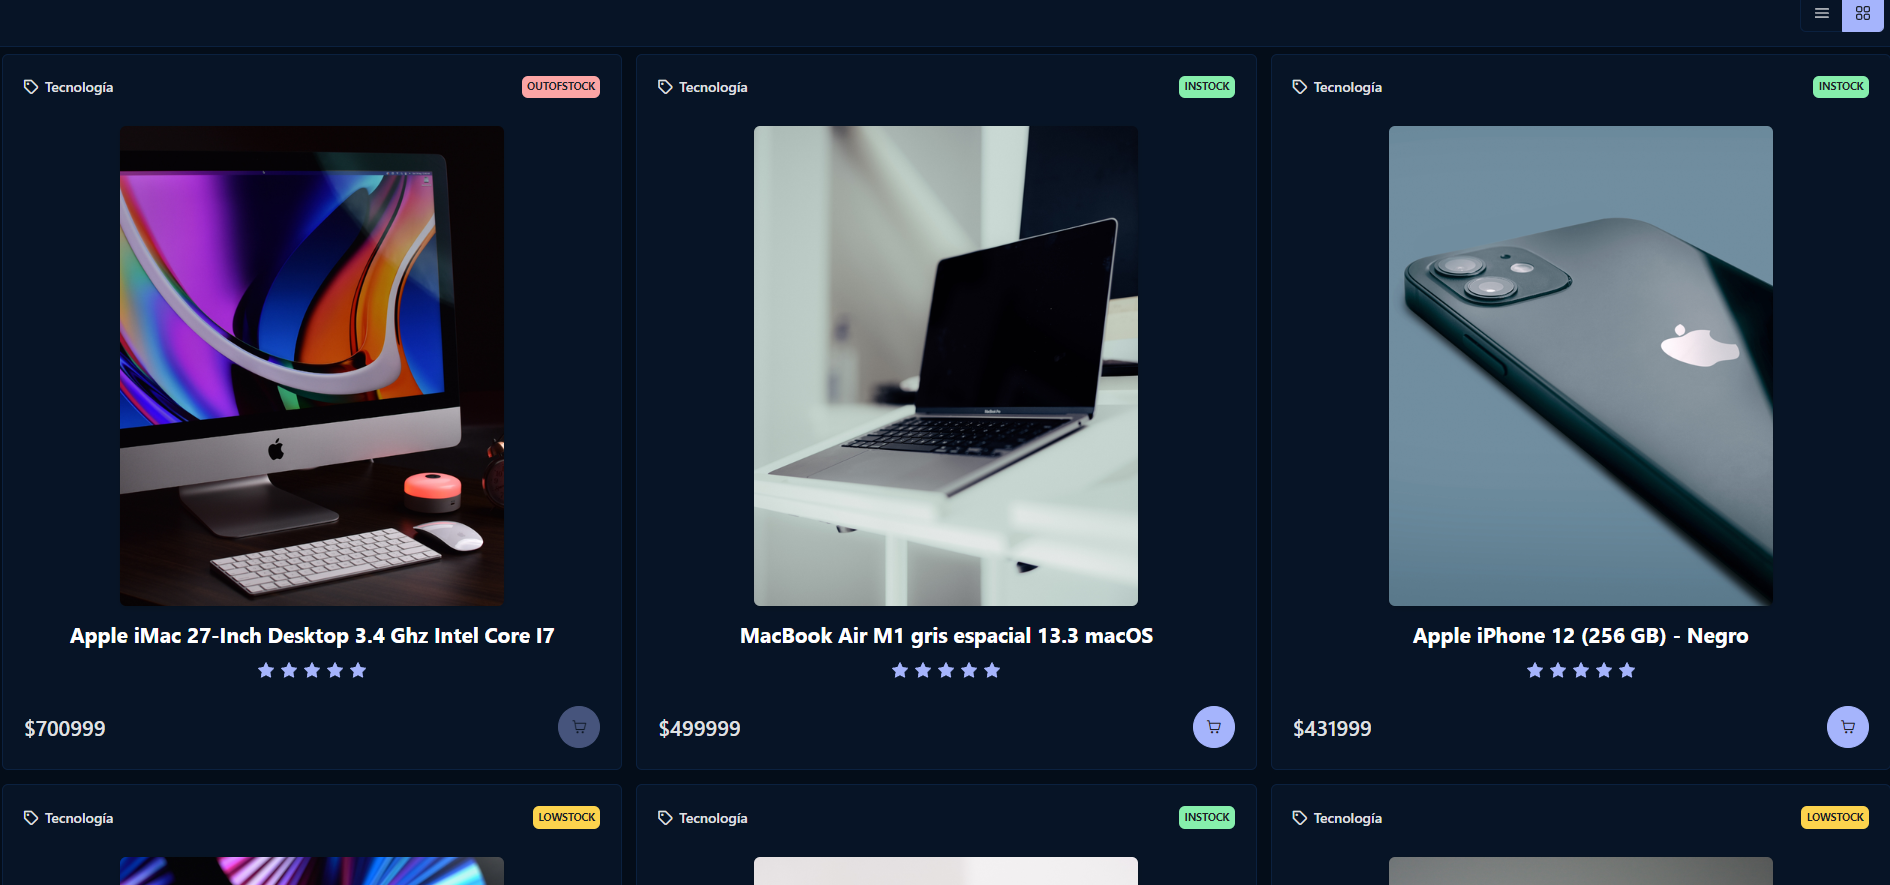 Tecnología
OUTOFSTOCK
Tecnología
INSTOCK
Tecnología
INSTOCK
Apple iMac 27-Inch Desktop 3.4 Ghz Intel Core I7
MacBook Air M1 gris espacial 13.3 macOS
Apple iPhone 12 (256 GB) - Negro
$700999
$499999
$431999
Tecnología
LOWSTOCK
Tecnología
INSTOCK
Tecnología
LOWSTOCK